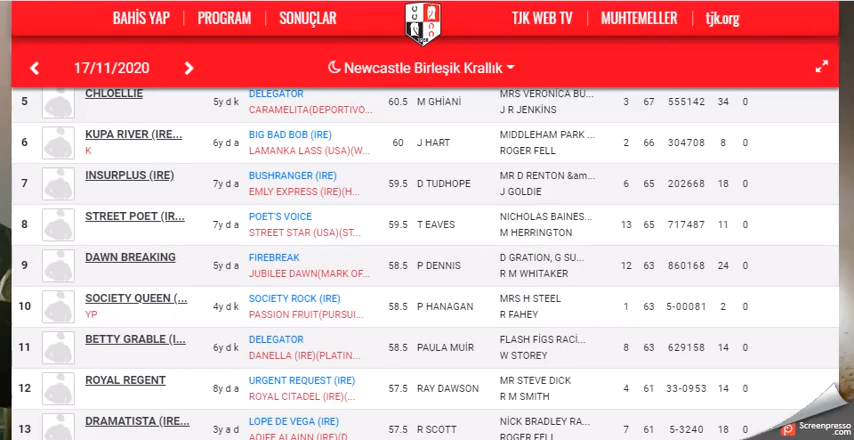 BAHİS YAP PROGRAM SONUÇLAR TJK WEB TV MUHTEMELLER tjk.org
17/11/2020 Newcastle Birleşik Krallık
5 CHLOELLIE 5y d k DELEGATOR CARAMELITA(DEPORTIVO... 60.5 M GHİANİ MRS VERONİCA BU... J R JENKİNS 3 67 555142 34 0
6 KUPA RIVER (IRE... K 6y d a BIG BAD BOB (IRE) LAMANKA LASS (USA)(W... 60 J HART MIDDLEHAM PARK ... ROGER FELL 2 66 304708 8 0
7 INSURPLUS (IRE) 7y d a BUSHRANGER (IRE) EMLY EXPRESS (IRE)(H... 59.5 D TUDHOPE MR D RENTON &am... J GOLDIE 6 65 202668 18 0
8 STREET POET (IR... 7y d a POET'S VOICE STREET STAR (USA)(ST... 59.5 T EAVES NICHOLAS BAINES... M HERRINGTON 13 65 717487 11 0
9 DAWN BREAKING 5y d a FIREBREAK JUBILEE DAWN(MARK OF... 58.5 P DENNIS D GRATION, G SU... R M WHITAKER 12 63 860168 24 0
10 SOCIETY QUEEN (... YP 4y d k SOCIETY ROCK (IRE) PASSION FRUIT(PURSUI... 58.5 P HANAGAN MRS H STEEL R FAHEY 1 63 5-00081 2 0
11 BETTY GRABLE (I... 6y d k DELEGATOR DANELLA (IRE)(PLATIN... 58.5 PAULA MUİR FLASH FİGS RACİ... W STOREY 8 63 629158 14 0
12 ROYAL REGENT 8y d a URGENT REQUEST (IRE) ROYAL CITADEL (IRE)(... 57.5 RAY DAWSON MR STEVE DICK R M SMITH 4 61 33-0953 14 0
13 DRAMATISTA (IRE... 3y a d LOPE DE VEGA (IRE) 57.5 R SCOTT NİCK BRADLEY RA... ROGER FELL 7 61 5-3240 18 0
Screenpresso
.com